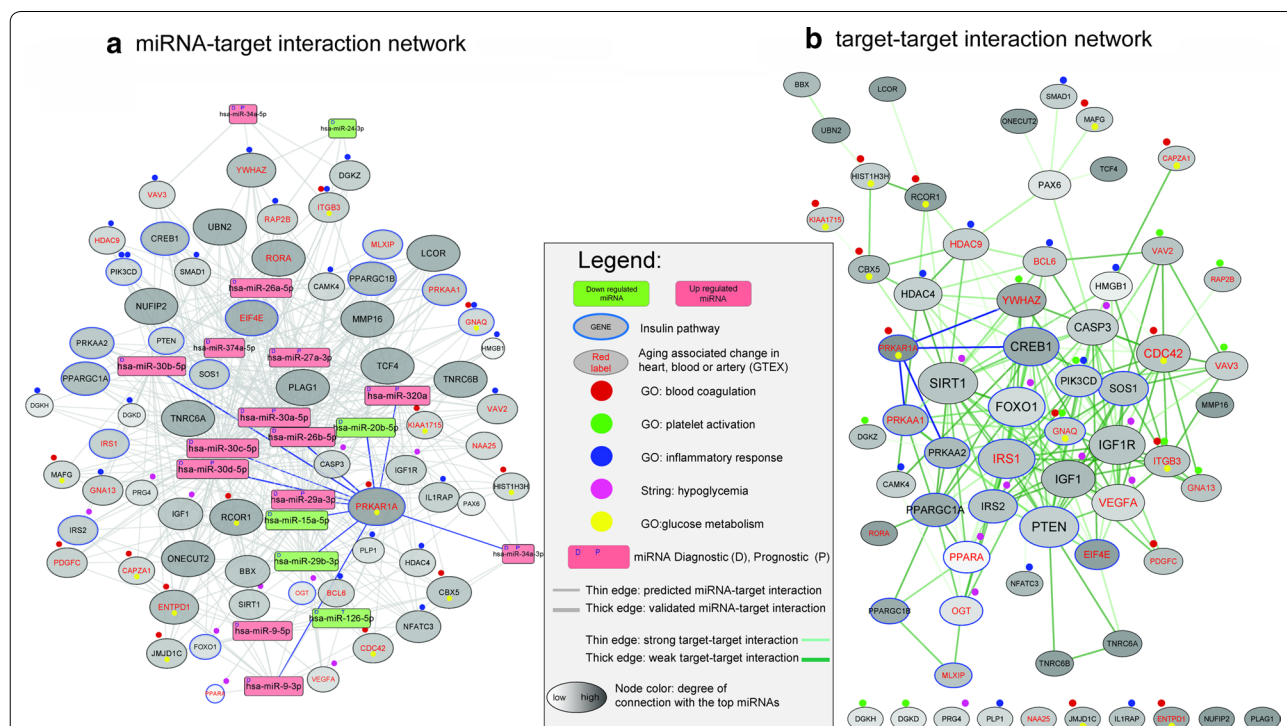 a miRNA-target interaction network
D P
hsa-miR-34a-5p
D
hsa-miR-24-3p
YWHAZ
DGKZ
VAV3
RAP2B
ITGB3
UBN2
HDAC9
CREB1
MLXIP
LCOR
RORA
PIK3CD
SMAD1
CAMK4
PPARGC1B
PRKAA1
D
hsa-miR-26a-5p
NUFIP2
EIF4E
MMP16
GNAQ
PRKAA2
PTEN
D
hsa-miR-374a-5p
HMGB1
D P
hsa-miR-27a-3p
D P
hsa-miR-30b-5p
SOS1
TCF4
PPARGC1A
PLAG1
TNRC6B
DGKH
DGKD
D P
hsa-miR-320a
TNRC6A
D P
hsa-miR-30a-5p
VAV2
D
hsa-miR-20b-5p
KIAA1715
D P
hsa-miR-26b-5p
IRS1
D P
hsa-miR-30c-5p
NAA25
CASP3
IGF1R
D P
hsa-miR-30d-5p
MAFG
GNA13
HIST1H3H
PRG4
IL1RAP
D
hsa-miR-29a-3p
PAX6
PRKAR1A
IGF1
RCOR1
D
hsa-miR-15a-5p
IRS2
PLP1
D P
hsa-miR-34a-3p
ONECUT2
D
hsa-miR-29b-3p
HDAC4
PDGFC
CAPZA1
BBX
OGT
BCL6
CBX5
ENTPD1
SIRT1
hsa-miR-126-5p
NFATC3
D
hsa-miR-9-5p
JMJD1C
FOXO1
CDC42
VEGFA
PPARA
hsa-miR-9-3p
Legend:
Down regulated
miRNA
Up regulated
miRNA
GENE
Insulin pathway
Red
label
Aging associated change in
heart, blood or artery (GTEX)
GO: blood coagulation
GO: platelet activation
GO: inflammatory response
String: hypoglycemia
GO:glucose metabolism
D P
miRNA Diagnostic (D), Prognostic (P)
Thin edge: predicted miRNA-target interaction
Thick edge: validated miRNA-target interaction
Thin edge: strong target-target interaction
Thick edge: weak target-target interaction
low high
Node color: degree of
connection with the top miRNAs
b target-target interaction network
BBX
LCOR
SMAD1
MAFG
UBN2
ONECUT2
CAPZA1
HIST1H3H
TCF4
RCOR1
PAX6
KIAA1715
HDAC9
VAV2
BCL6
CBX5
RAP2B
HDAC4
HMGB1
YWHAZ
CASP3
PRKAR1A
CREB1
CDC42
VAV3
SIRT1
PIK3CD
SOS1
FOXO1
MMP16
PRKAA1
GNAQ
DGKZ
IGF1R
PRKAA2
IRS1
ITGB3
CAMK4
IGF1
GNA13
VEGFA
PPARGC1A
IRS2
PTEN
RORA
PPARA
EIF4E
PDGFC
NFATC3
PPARGC1B
OGT
TNRC6A
TNRC6B
MLXIP
DGKH
DGKD
PRG4
PLP1
NAA25
JMJD1C
IL1RAP
ENTPD1
NUFIP2
PLAG1